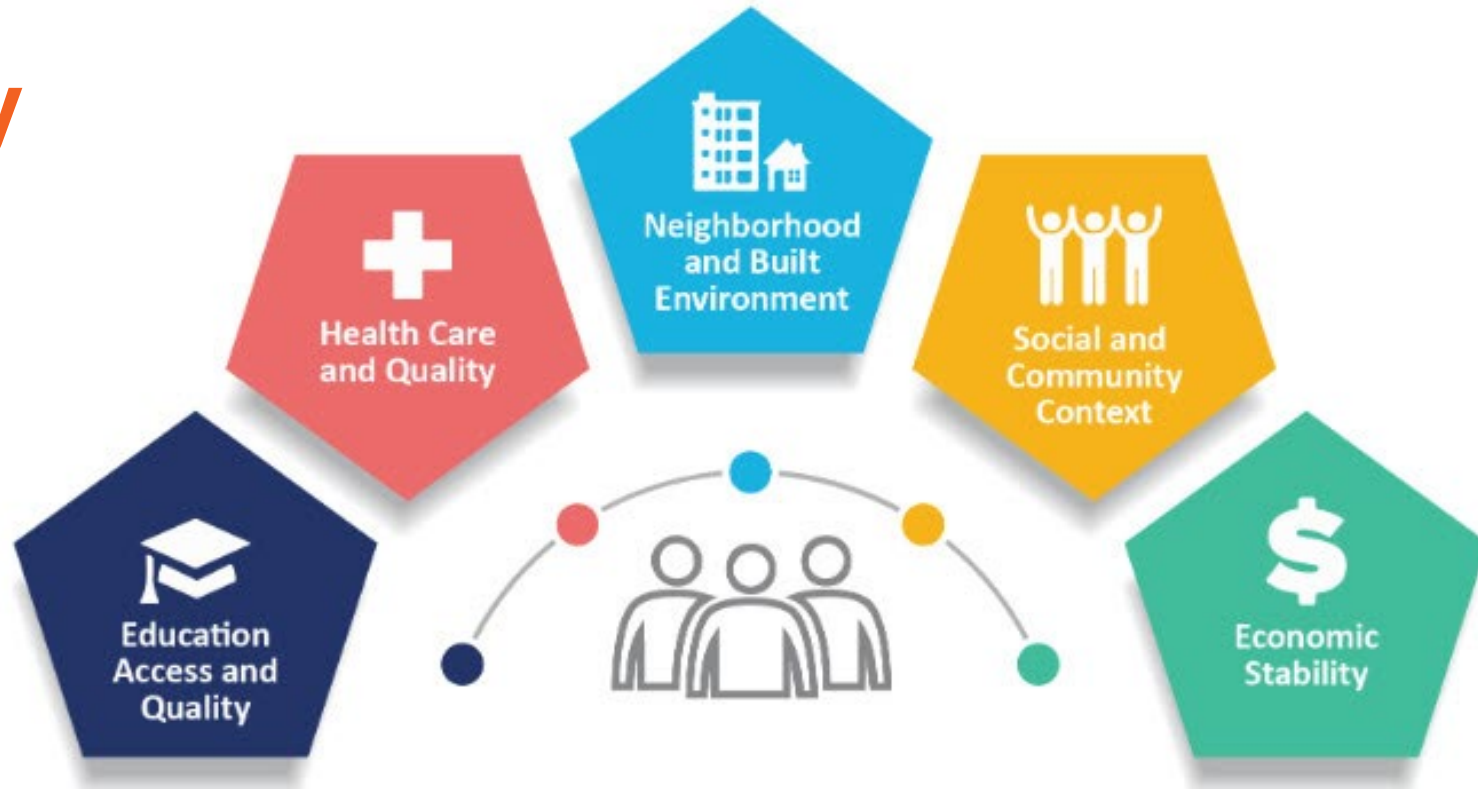 Education
Access and
Quality
Health Care
and Quality
Neighborhood
and Built
Environment
Social and
Community
Context
$
Economic
Stability